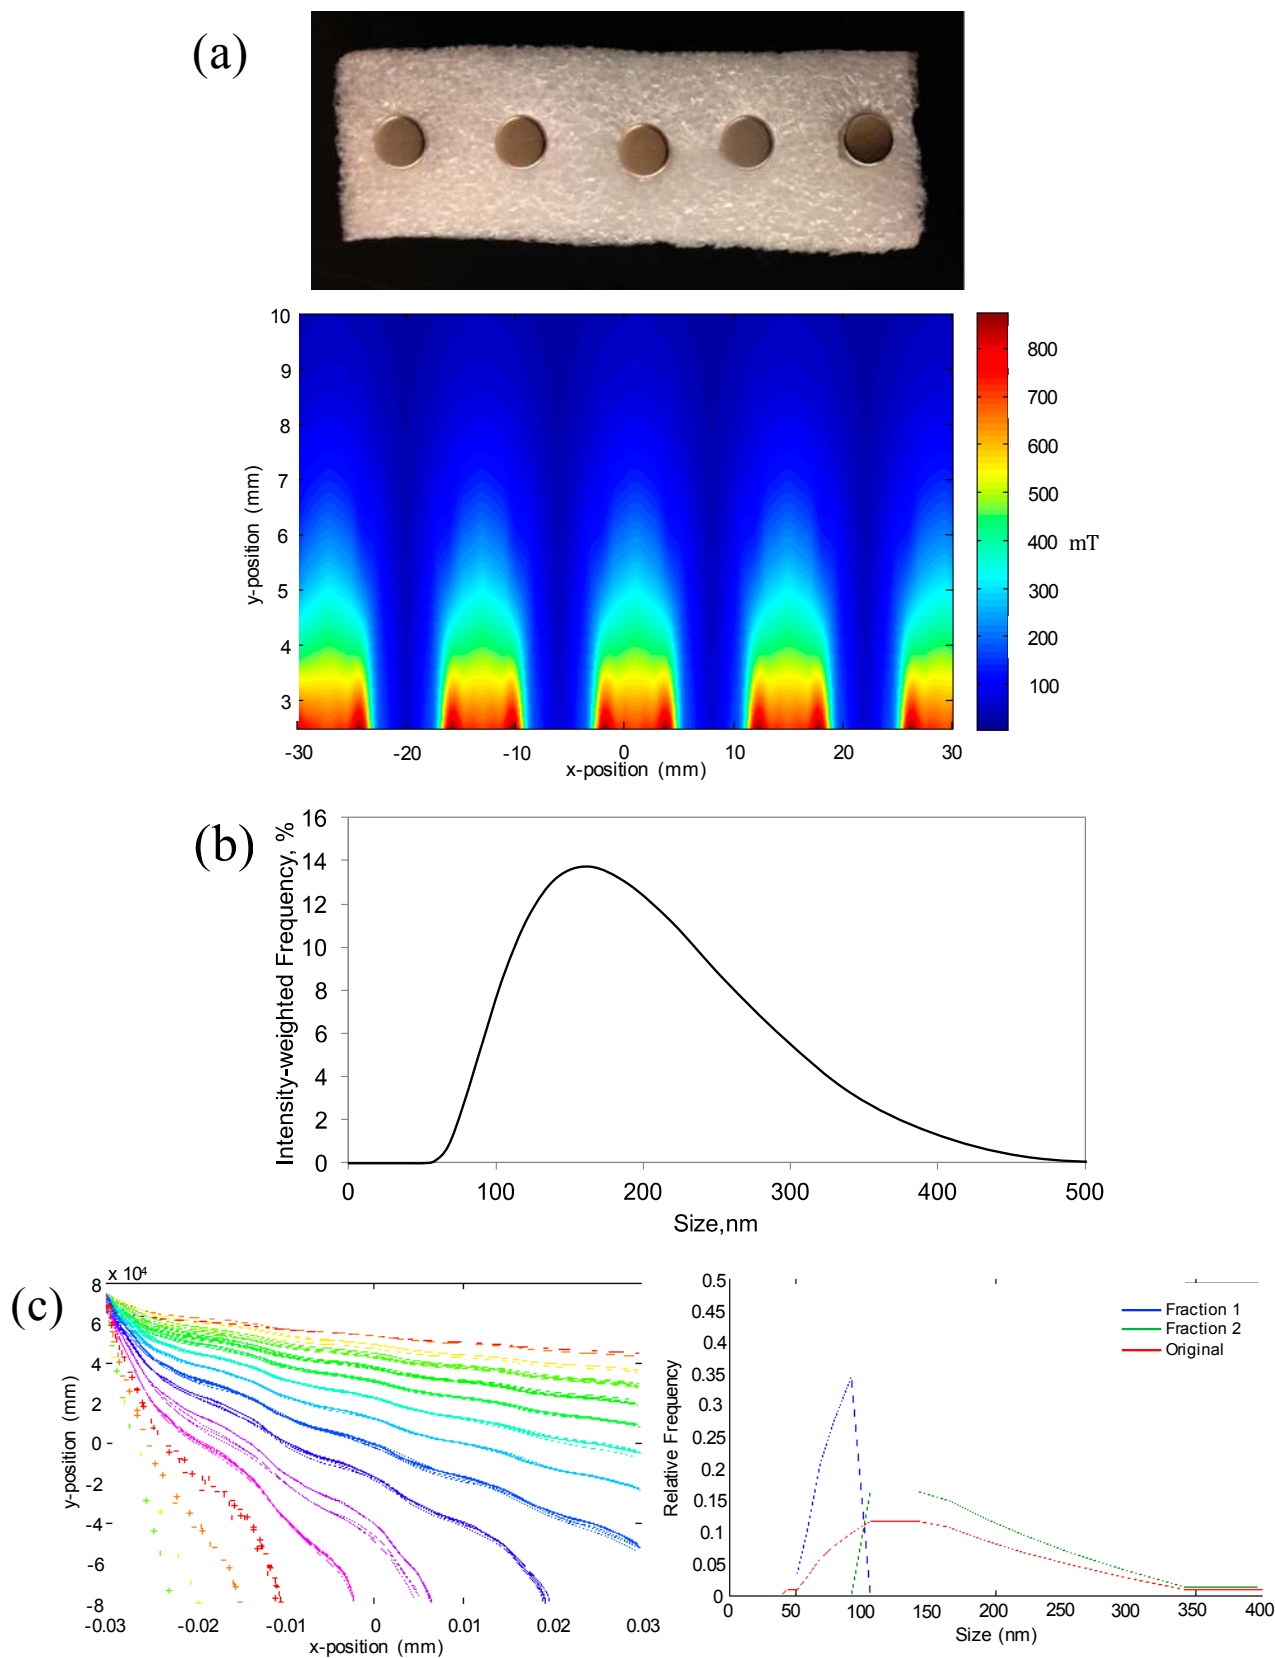 (a)
10
9
8
7
6
5
4
3
y-position (mm)
-30 -20 -10 0 10 20 30
x-position (mm)
800
700
600
500
400 mT
300
200
100
(b)
Intensity-weighted Frequency, %
16
14
12
10
8
6
4
2
0
0 100 200 300 400 500
Size,nm
(c)
x 10⁴
8
6
4
2
0
-2
-4
-6
-8
y-position (mm)
-0.03 -0.02 -0.01 0 0.01 0.02 0.03
x-position (mm)
0.5
0.45
0.4
0.35
0.3
0.25
0.2
0.15
0.1
0.05
0
Relative Frequency
Fraction 1
Fraction 2
Original
0 50 100 150 200 250 300 350 400
Size (nm)